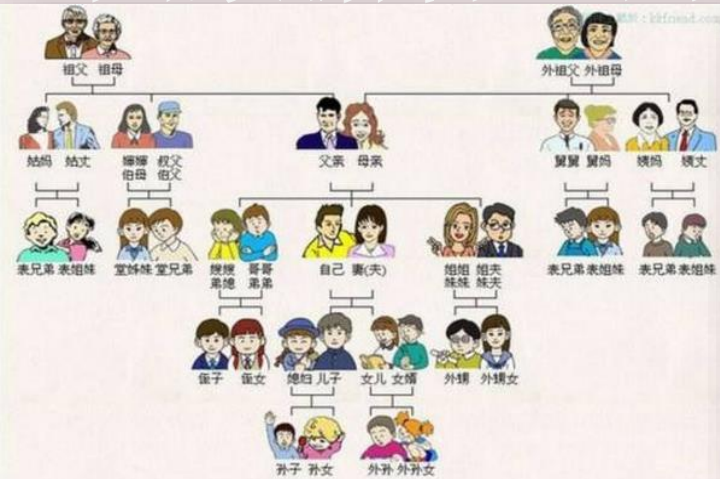 kkfriend.com
祖父 祖母
外祖父 外祖母
姑妈 姑丈
婶婶 叔父
伯母 伯父
父亲 母亲
舅舅 舅妈
姨妈 姨丈
表兄弟 表姐妹
堂姊妹 堂兄弟
嫂嫂 哥哥
弟媳 弟弟
自己 妻(夫)
姐姐 姐夫
妹妹 妹夫
表兄弟 表姐妹
表兄弟 表姐妹
侄子 侄女
媳妇 儿子
女儿 女婿
外甥 外甥女
孙子 孙女
外孙 外孙女